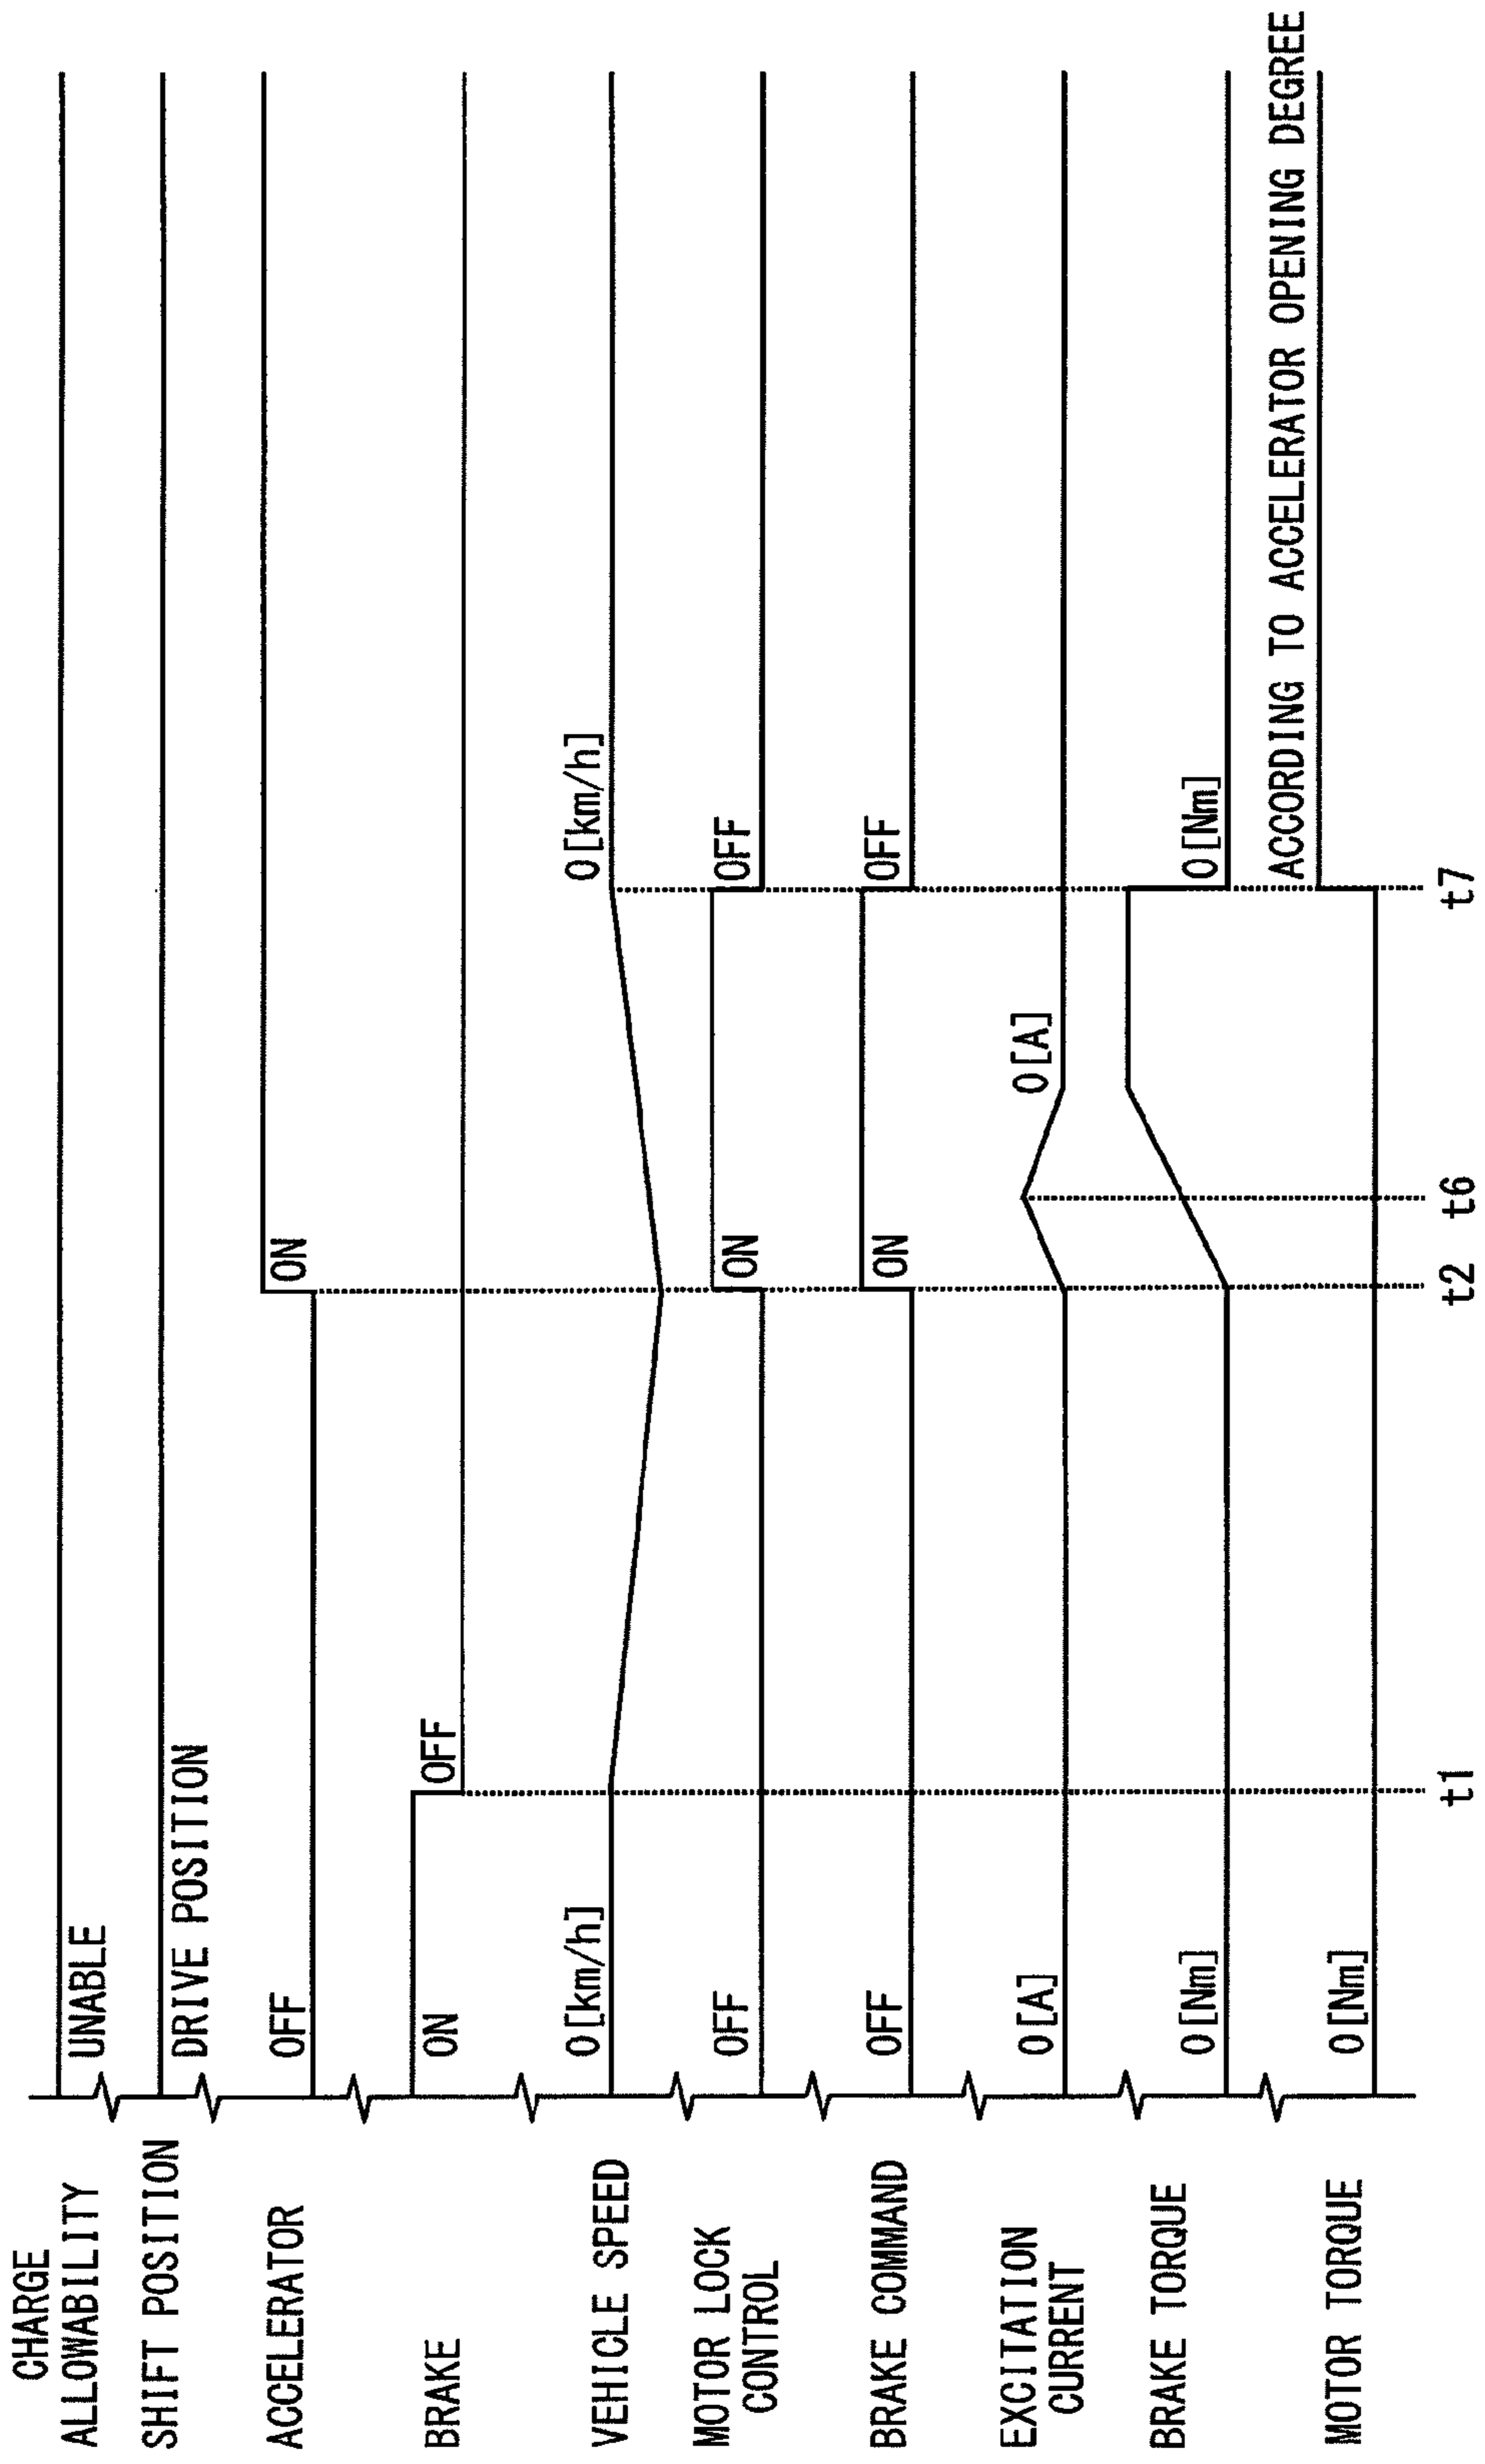 CHARGE
ALLOWABILITY
UNABLE
SHIFT POSITION
DRIVE POSITION
ACCELERATOR
OFF
ON
BRAKE
ON
OFF
VEHICLE SPEED
0[km/h]
0[km/h]
MOTOR LOCK
CONTROL
OFF
ON
OFF
BRAKE COMMAND
OFF
ON
OFF
EXCITATION
CURRENT
0[A]
0[A]
BRAKE TORQUE
0[Nm]
0[Nm]
MOTOR TORQUE
0[Nm]
ACCORDING TO ACCELERATOR OPENING DEGREE
t1
t2
t6
t7